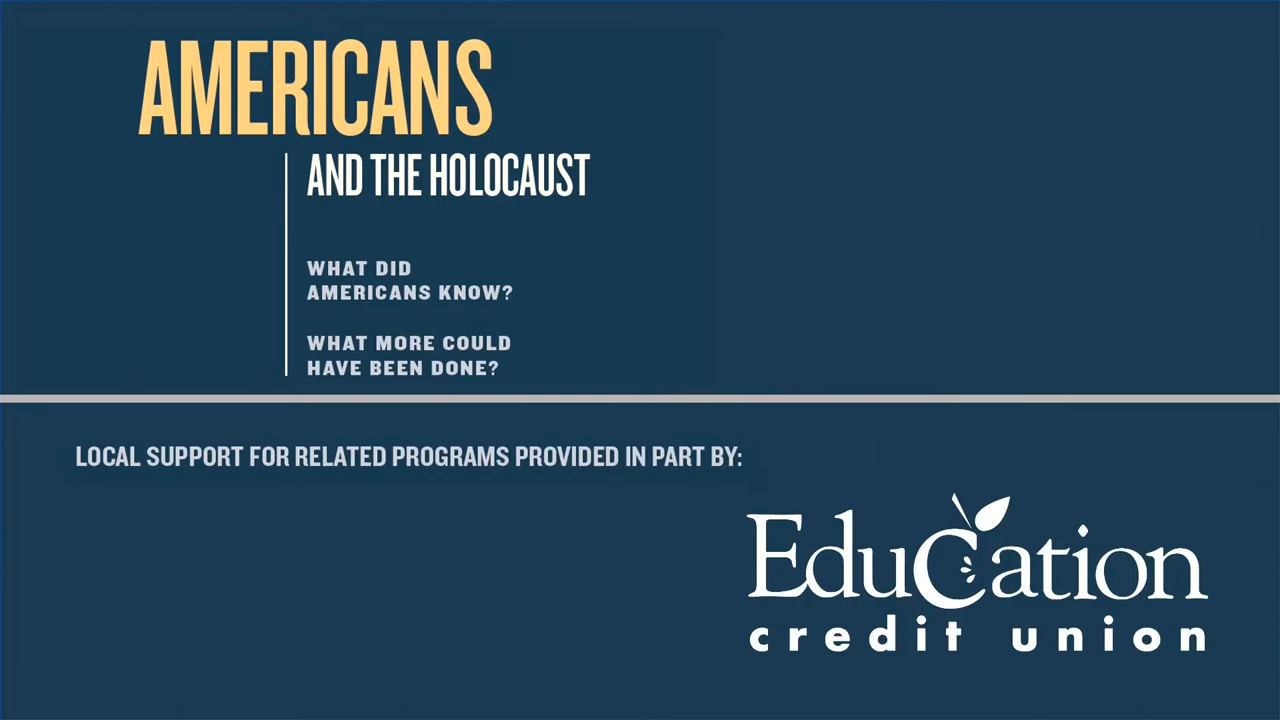 AMERICANS
AND THE HOLOCAUST
WHAT DID
AMERICANS KNOW?
WHAT MORE COULD
HAVE BEEN DONE?
LOCAL SUPPORT FOR RELATED PROGRAMS PROVIDED IN PART BY:
Education
credit union